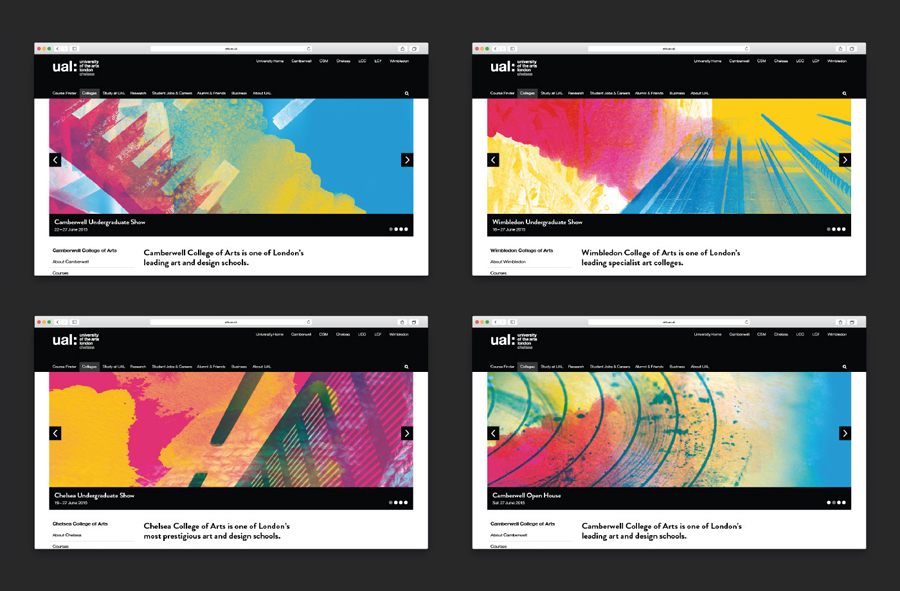 ual:
university
of the arts
london
chelsea
University Home Camberwell CSM Chelsea LCC LCF Wimbledon
Course Finder Colleges Study at UAL Research Student Jobs & Careers Alumni & Friends Business About UAL
Camberwell Undergraduate Show
22–27 June 2015
Camberwell College of Arts
About Camberwell
Courses
Camberwell College of Arts is one of London's
leading art and design schools.
ual:
university
of the arts
london
chelsea
University Home Camberwell CSM Chelsea LCC LCF Wimbledon
Course Finder Colleges Study at UAL Research Student Jobs & Careers Alumni & Friends Business About UAL
Wimbledon Undergraduate Show
18–27 June 2015
Wimbledon College of Arts
About Wimbledon
Courses
Wimbledon College of Arts is one of London's
leading specialist art colleges.
ual:
university
of the arts
london
chelsea
University Home Camberwell CSM Chelsea LCC LCF Wimbledon
Course Finder Colleges Study at UAL Research Student Jobs & Careers Alumni & Friends Business About UAL
Chelsea Undergraduate Show
19–27 June 2015
Chelsea College of Arts
About Chelsea
Courses
Chelsea College of Arts is one of London's
most prestigious art and design schools.
ual:
university
of the arts
london
chelsea
University Home Camberwell CSM Chelsea LCC LCF Wimbledon
Course Finder Colleges Study at UAL Research Student Jobs & Careers Alumni & Friends Business About UAL
Camberwell Open House
Sat 27 June 2015
Camberwell College of Arts
About Camberwell
Courses
Camberwell College of Arts is one of London's
leading art and design schools.